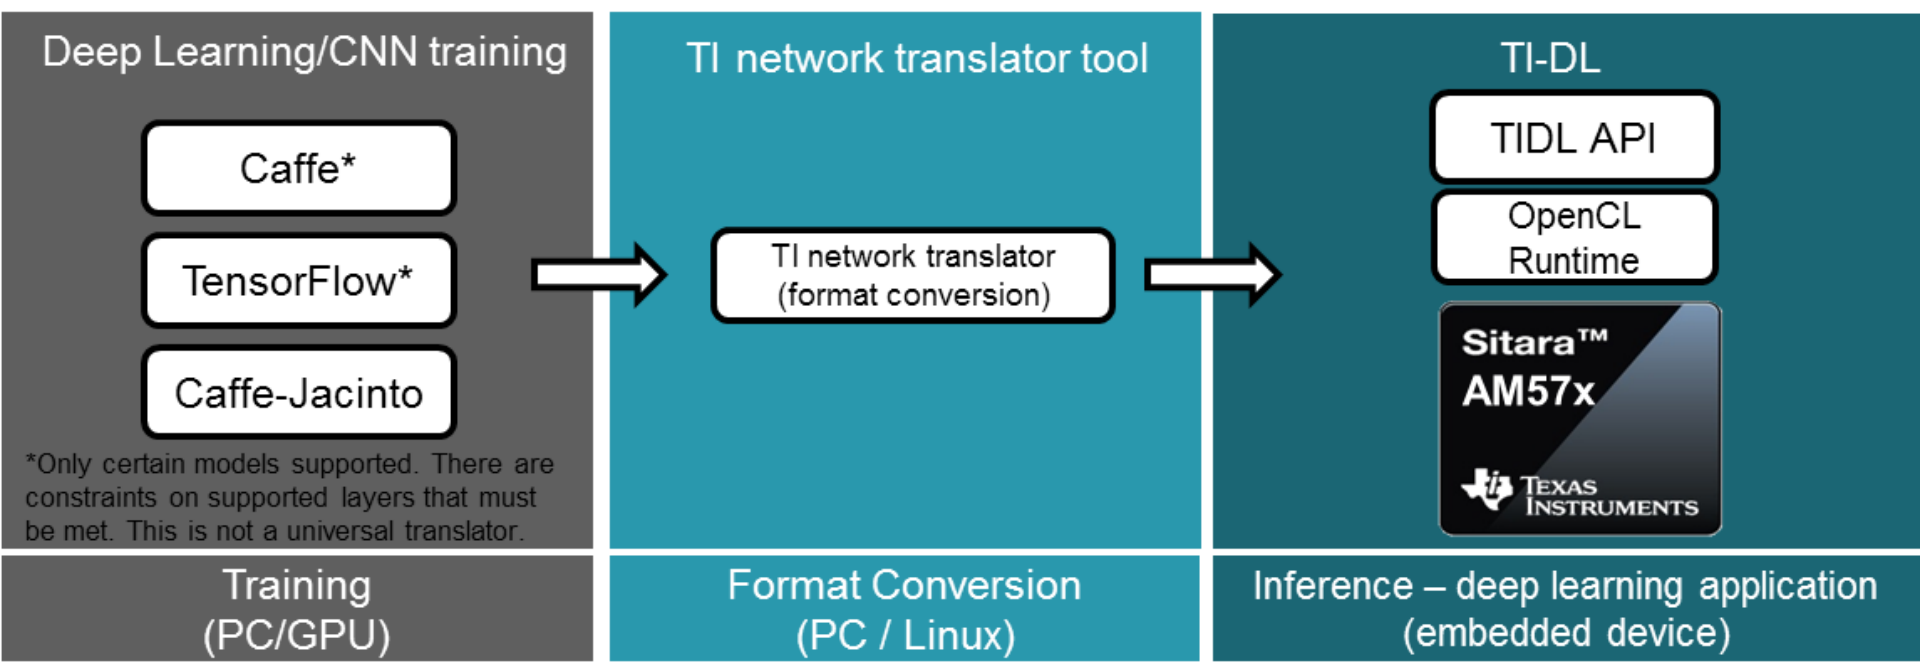 Deep Learning/CNN training
Caffe*
TensorFlow*
Caffe-Jacinto
*Only certain models supported. There are
constraints on supported layers that must
be met. This is not a universal translator.
Training
(PC/GPU)
TI network translator tool
TI network translator
(format conversion)
Format Conversion
(PC / Linux)
TI-DL
TIDL API
OpenCL
Runtime
Sitara™
AM57x
TEXAS
INSTRUMENTS
Inference – deep learning application
(embedded device)